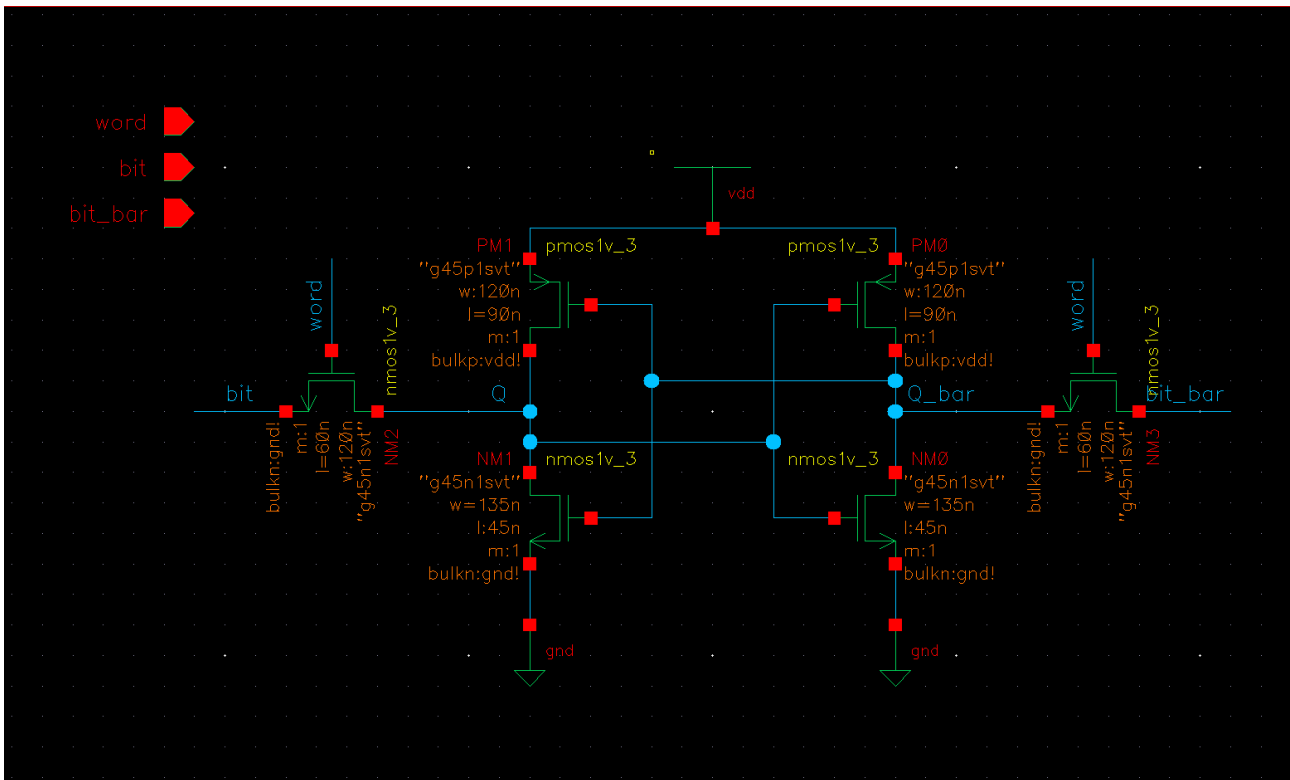 word
bit
bit_bar
vdd
PM1
pmos1v_3
"g45p1svt"
w:120n
l=90n
m:1
bulkp:vdd!
pmos1v_3
PM0
"g45p1svt"
w:120n
l=90n
m:1
bulkp:vdd!
word
nmos1v_3
bit
bulkn:gnd!
m:1
l=60n
w:120n
"g45n1svt"
NM2
Q
Q_bar
word
nmos1v_3
bit_bar
bulkn:gnd!
m:1
l=60n
w:120n
"g45n1svt"
NM3
NM1
nmos1v_3
"g45n1svt"
w=135n
l:45n
m:1
bulkn:gnd!
nmos1v_3
NM0
"g45n1svt"
w=135n
l:45n
m:1
bulkn:gnd!
gnd
gnd